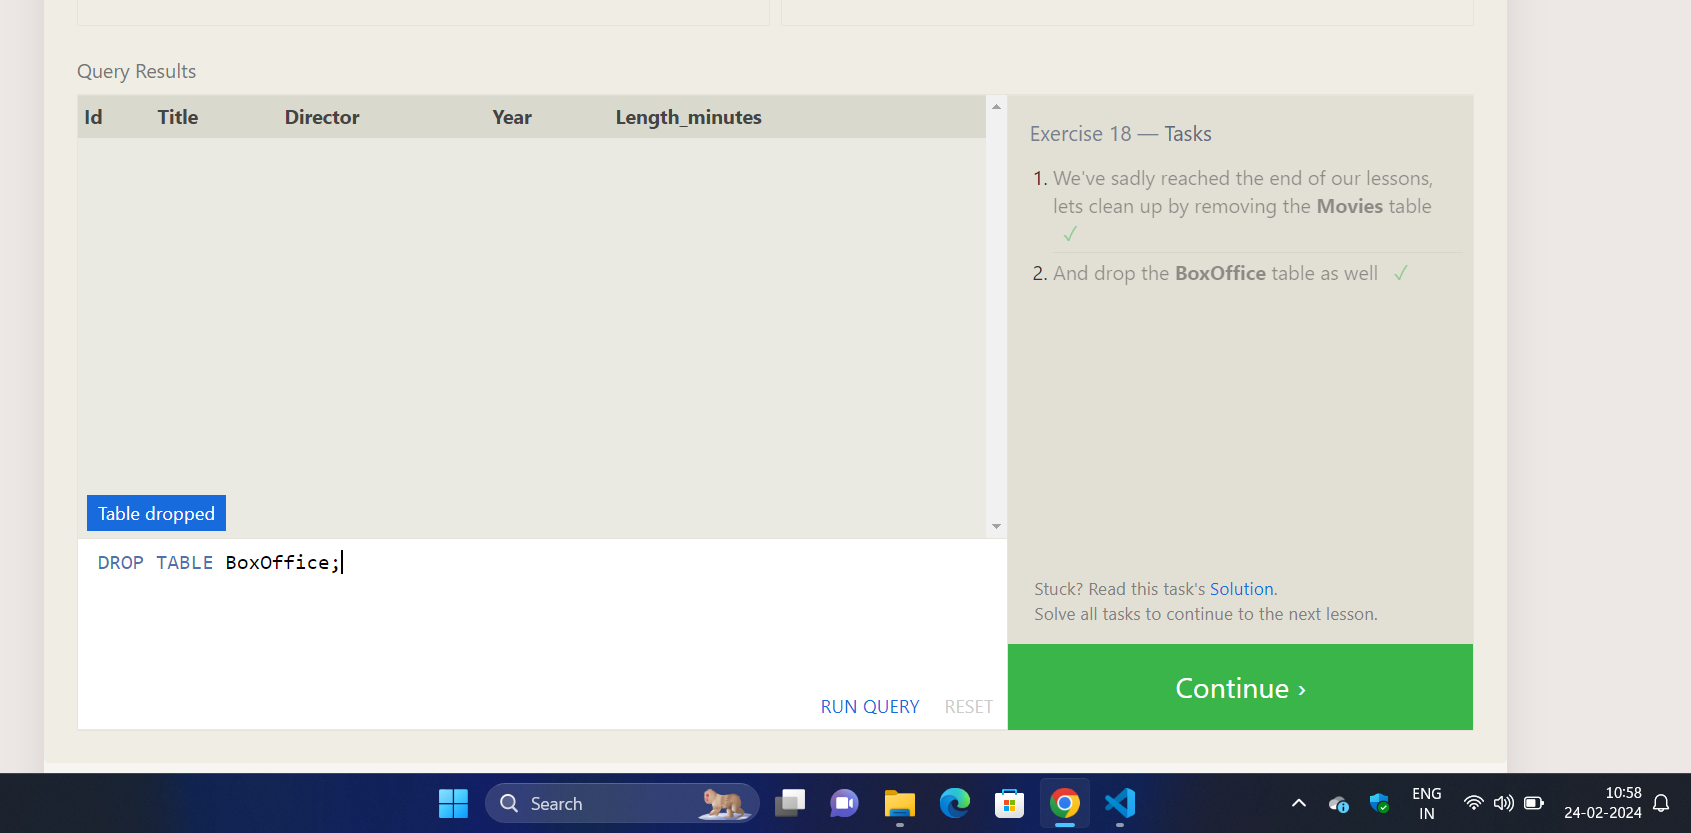 Query Results
Id Title Director Year Length_minutes
Table dropped
DROP TABLE BoxOffice;
RUN QUERY RESET
Exercise 18 — Tasks
1. We've sadly reached the end of our lessons,
lets clean up by removing the Movies table
✓
2. And drop the BoxOffice table as well ✓
Stuck? Read this task's Solution.
Solve all tasks to continue to the next lesson.
Continue ›
Search
ENG
IN
10:58
24-02-2024